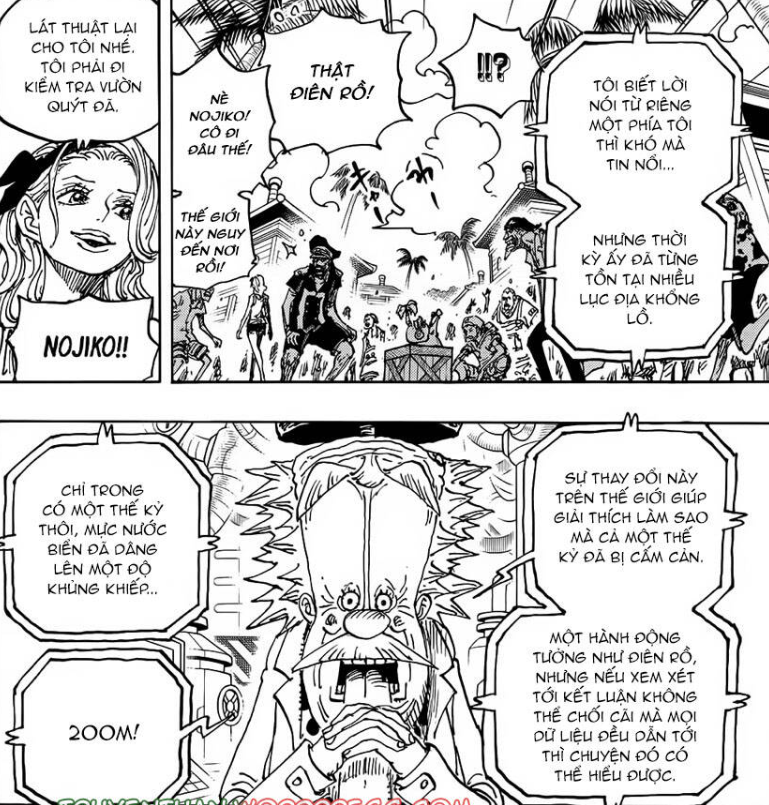 TÔI BIẾT LỜI
NÓI TỪ RIÊNG
MỘT PHÍA TÔI
THÌ KHÓ MÀ
TIN NỔI...
NHƯNG THỜI
KỲ ẤY ĐÃ TỪNG
TỒN TẠI NHIỀU
LỤC ĐỊA KHỔNG
LỒ.
!!?
THẬT
ĐIÊN RỒ!
NÈ
NOJIKO!
CÔ ĐI
ĐÂU THẾ!
THẾ GIỚI
NÀY NGUY
ĐẾN NƠI
RỒI!
LÁT THUẬT LẠI
CHO TÔI NHÉ.
TÔI PHẢI ĐI
KIỂM TRA VƯỜN
QUÝT ĐÃ.
NOJIKO!!
SỰ THAY ĐỔI NÀY
TRÊN THẾ GIỚI GIÚP
GIẢI THÍCH LÀM SAO
MÀ CẢ MỘT THẾ
KỶ ĐÃ BỊ CẤM CẢN.
MỘT HÀNH ĐỘNG
TƯỞNG NHƯ ĐIÊN RỒ,
NHƯNG NẾU XEM XÉT
TỚI KẾT LUẬN KHÔNG
THỂ CHỐI CÃI MÀ MỌI
DỮ LIỆU ĐỀU DẪN TỚI
THÌ CHUYỆN ĐÓ CÓ
THỂ HIỂU ĐƯỢC.
CHỈ TRONG
CÓ MỘT THẾ KỶ
THÔI, MỰC NƯỚC
BIỂN ĐÃ DÂNG
LÊN MỘT ĐỘ
KHỦNG KHIẾP...
200M!